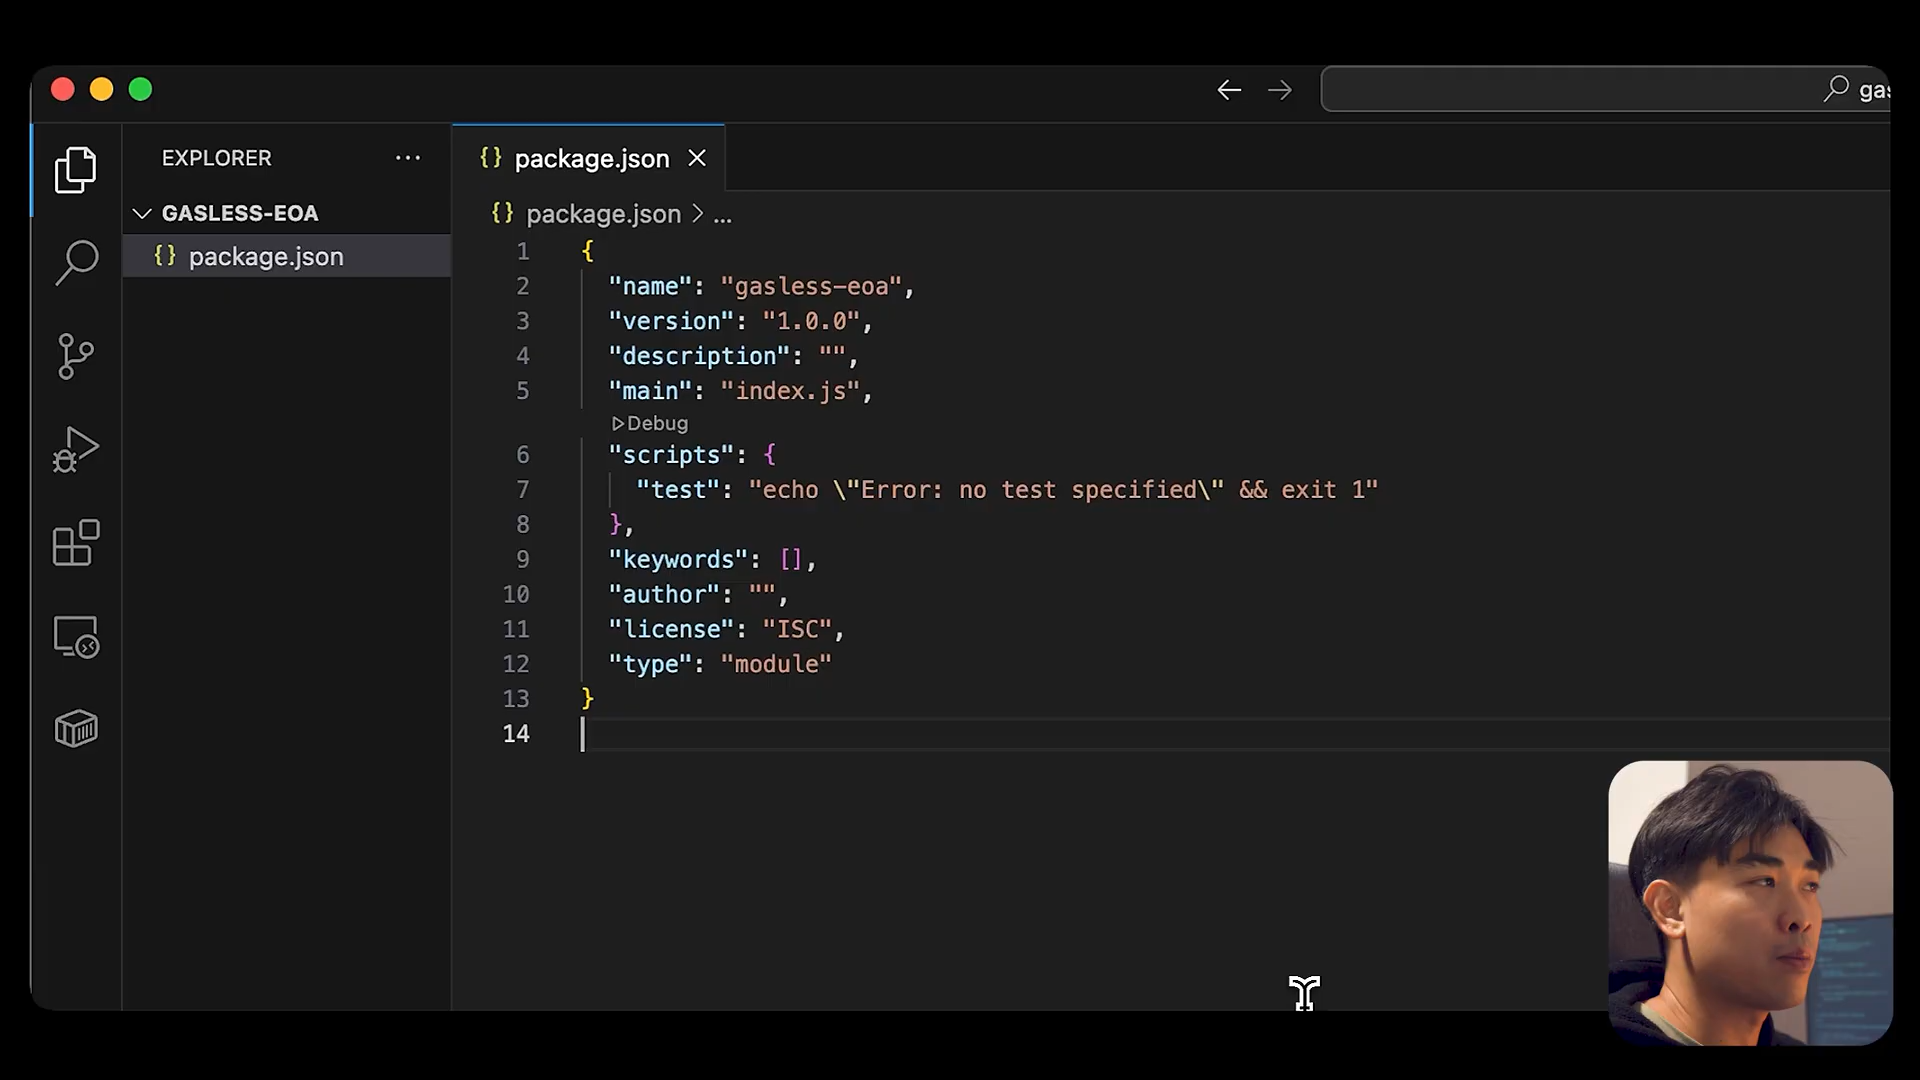 gas
EXPLORER
GASLESS-EOA
{} package.json
{} package.json
{} package.json > ...
1 {
2 "name": "gasless-eoa",
3 "version": "1.0.0",
4 "description": "",
5 "main": "index.js",
Debug
6 "scripts": {
7 "test": "echo \"Error: no test specified\" && exit 1"
8 },
9 "keywords": [],
10 "author": "",
11 "license": "ISC",
12 "type": "module"
13 }
14